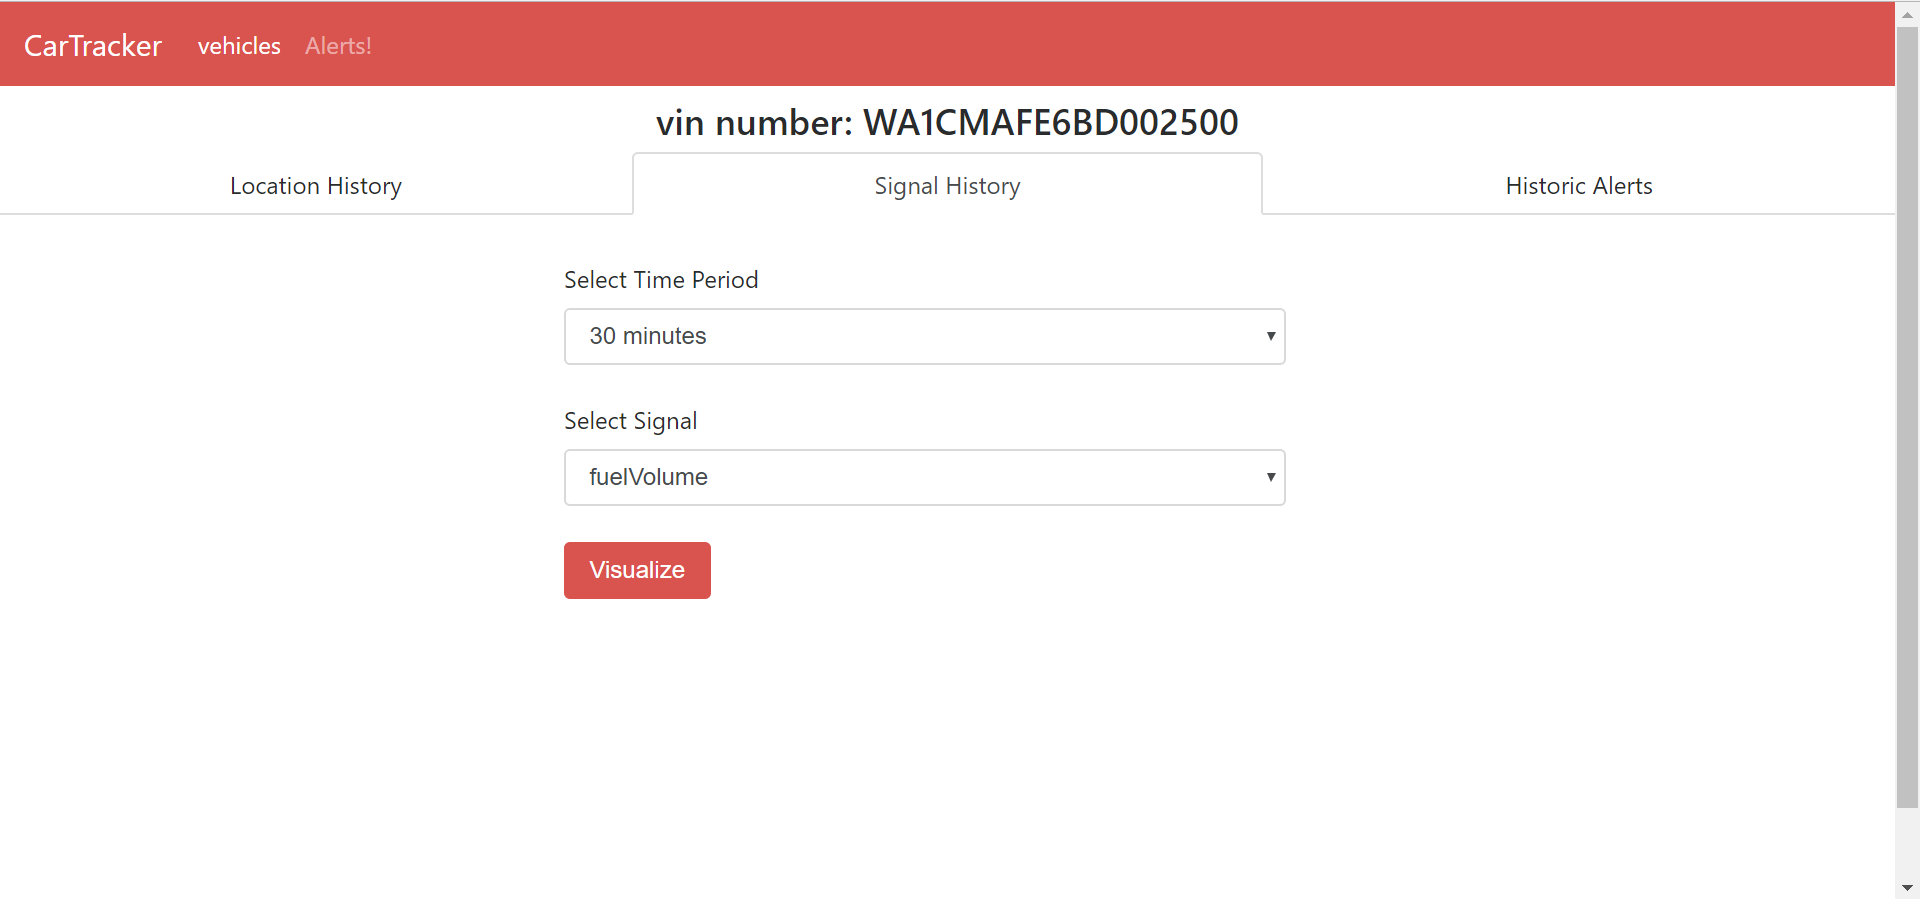 CarTracker vehicles Alerts!
vin number: WA1CMAFE6BD002500
Location History Signal History Historic Alerts
Select Time Period
30 minutes
Select Signal
fuelVolume
Visualize